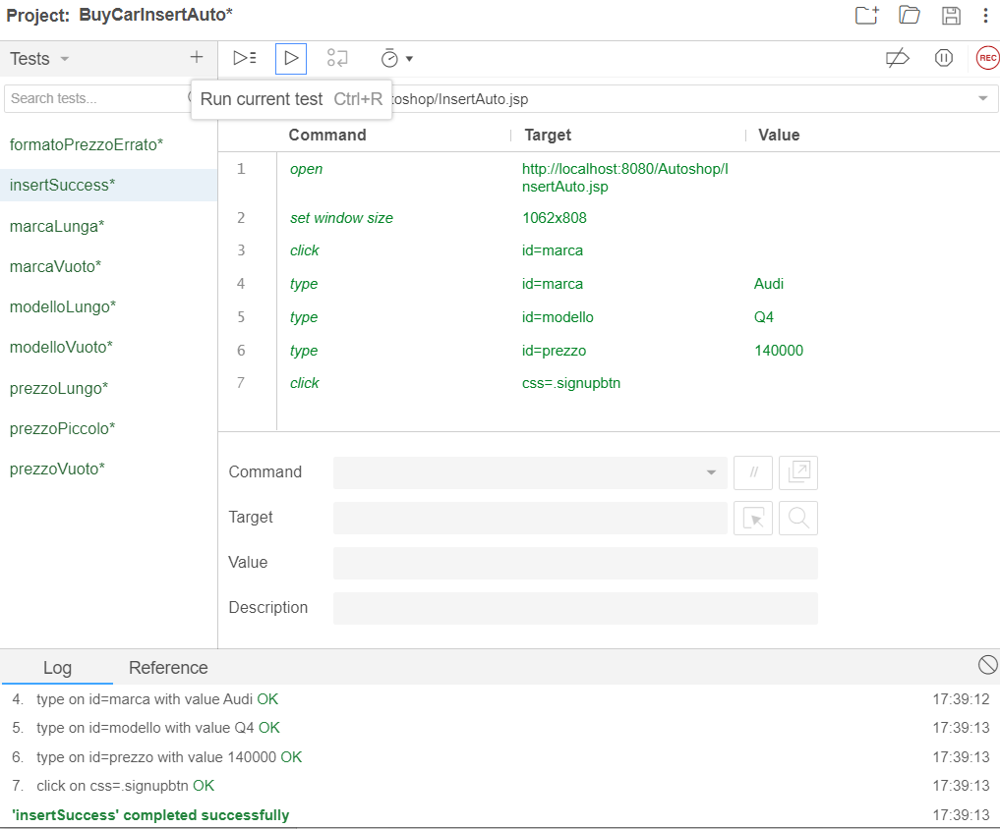 Project: BuyCarInsertAuto*
Tests
REC
Search tests...
Run current test Ctrl+R
toshop/InsertAuto.jsp
Command Target Value
formatoPrezzoErrato*
insertSuccess*
marcaLunga*
marcaVuoto*
modelloLungo*
modelloVuoto*
prezzoLungo*
prezzoPiccolo*
prezzoVuoto*
1 open http://localhost:8080/Autoshop/I
nsertAuto.jsp
2 set window size 1062x808
3 click id=marca
4 type id=marca Audi
5 type id=modello Q4
6 type id=prezzo 140000
7 click css=.signupbtn
Command //
Target
Value
Description
Log Reference
4. type on id=marca with value Audi OK 17:39:12
5. type on id=modello with value Q4 OK 17:39:13
6. type on id=prezzo with value 140000 OK 17:39:13
7. click on css=.signupbtn OK 17:39:13
'insertSuccess' completed successfully 17:39:13